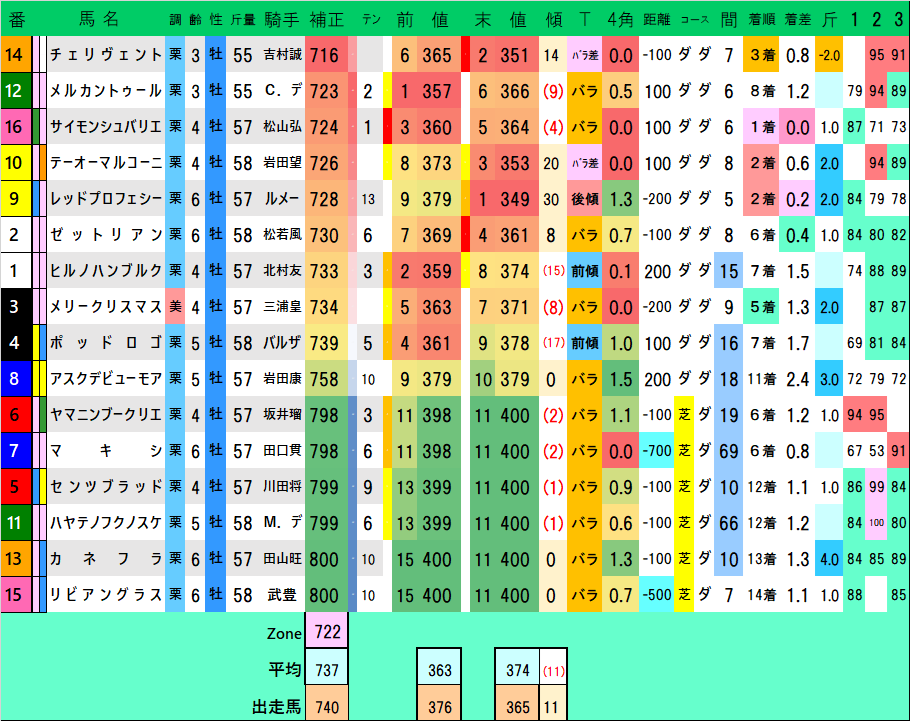 番 馬名 調 齢 性 斤量 騎手 補正 テン 前 値 末 値 傾 T 4角 距離 コース 間 着順 着差 斤 1 2 3
14 チェリヴェント 栗 3 牡 55 吉村誠 716 6 365 2 351 14 バラ差 0.0 -100 ダ ダ 7 3着 0.8 -2.0 95 91
12 メルカントゥール 栗 3 牡 55 C.デ 723 2 1 357 6 366 (9) バラ 0.5 100 ダ ダ 6 8着 1.2 79 94 89
16 サイモンシュバリエ 栗 4 牡 57 松山弘 724 1 3 360 5 364 (4) バラ 0.0 100 ダ ダ 6 1着 0.0 1.0 87 71 73
10 テーオーマルコーニ 栗 4 牡 58 岩田望 726 8 373 3 353 20 バラ差 0.0 100 ダ ダ 8 2着 0.6 2.0 94 89
9 レッドプロフェシー 栗 6 牡 57 ルメー 728 13 9 379 1 349 30 後傾 1.3 -200 ダ ダ 5 2着 0.2 2.0 84 79 78
2 ゼットリアン 栗 6 牡 58 松若風 730 6 7 369 4 361 8 バラ 0.7 -100 ダ ダ 8 6着 0.4 1.0 84 80 82
1 ヒルノハンブルク 栗 4 牡 57 北村友 733 3 2 359 8 374 (15) 前傾 0.1 200 ダ ダ 15 7着 1.5 74 88 89
3 メリークリスマス 美 4 牡 57 三浦皇 734 5 363 7 371 (8) バラ 0.0 -200 ダ ダ 9 5着 1.3 2.0 87 87
4 ポッドロゴ 栗 5 牡 58 バルザ 739 5 4 361 9 378 (17) 前傾 1.0 100 ダ ダ 16 7着 1.7 69 81 84
8 アスクデビューモア 栗 5 牡 57 岩田康 758 10 9 379 10 379 0 バラ 1.5 200 ダ ダ 18 11着 2.4 3.0 72 79 72
6 ヤマニンブークリエ 栗 4 牡 57 坂井瑠 798 3 11 398 11 400 (2) バラ 1.1 -100 芝 ダ 19 6着 1.2 1.0 94 95
7 マキシ 栗 6 牡 57 田口貫 798 6 11 398 11 400 (2) バラ 0.0 -700 芝 ダ 69 6着 0.8 67 53 91
5 センツブラッド 栗 4 牡 57 川田将 799 9 13 399 11 400 (1) バラ 0.9 -100 芝 ダ 10 12着 1.1 1.0 86 99 84
11 ハヤテノフクノスケ 栗 5 牡 58 M.デ 799 6 13 399 11 400 (1) バラ 0.6 -100 芝 ダ 66 12着 1.2 84 100 80
13 カネフラ 栗 6 牡 57 田山旺 800 10 15 400 11 400 0 バラ 1.3 -100 芝 ダ 10 13着 1.3 4.0 84 85 89
15 リビアングラス 栗 6 牡 58 武豊 800 10 15 400 11 400 0 バラ 0.7 -500 芝 ダ 7 14着 1.1 1.0 88 85
Zone 722
平均 737 363 374 (11)
出走馬 740 376 365 11